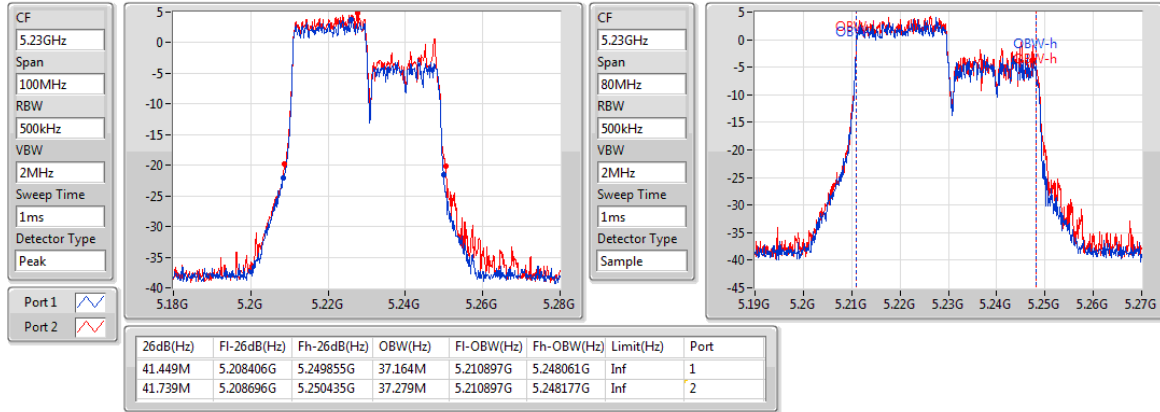 CF
5.23GHz
Span
100MHz
RBW
500kHz
VBW
2MHz
Sweep Time
1ms
Detector Type
Peak
Port 1
Port 2
5
0
-5
-10
-15
-20
-25
-30
-35
-40
5.18G 5.2G 5.22G 5.24G 5.26G 5.28G
CF
5.23GHz
Span
80MHz
RBW
500kHz
VBW
2MHz
Sweep Time
1ms
Detector Type
Sample
5
0
-5
-10
-15
-20
-25
-30
-35
-40
-45
OBW-h
OBW-h
5.19G 5.2G 5.21G 5.22G 5.23G 5.24G 5.25G 5.26G 5.27G
26dB(Hz) Fl-26dB(Hz) Fh-26dB(Hz) OBW(Hz) Fl-OBW(Hz) Fh-OBW(Hz) Limit(Hz) Port
41.449M 5.208406G 5.249855G 37.164M 5.210897G 5.248061G Inf 1
41.739M 5.208696G 5.250435G 37.279M 5.210897G 5.248177G Inf 2